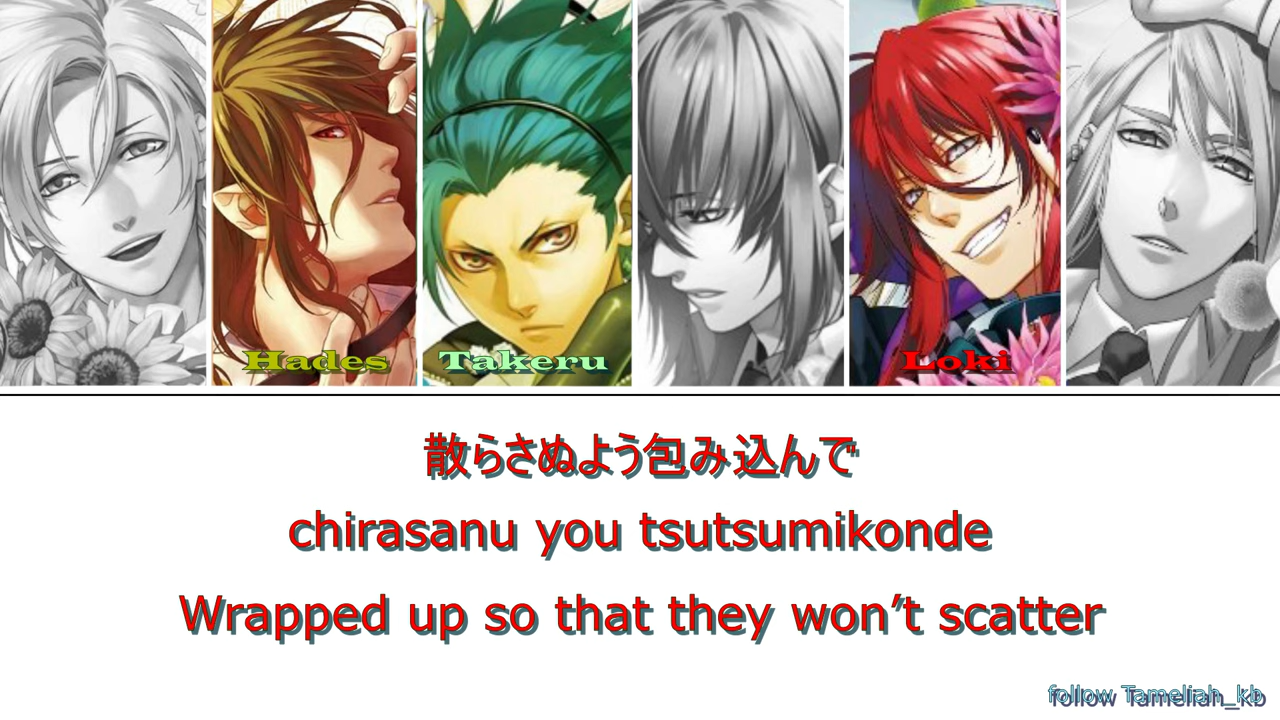 Hades
Takeru
Loki
散らさぬよう包み込んで
chirasanu you tsutsumikonde
Wrapped up so that they won’t scatter
follow Tameliah_kb